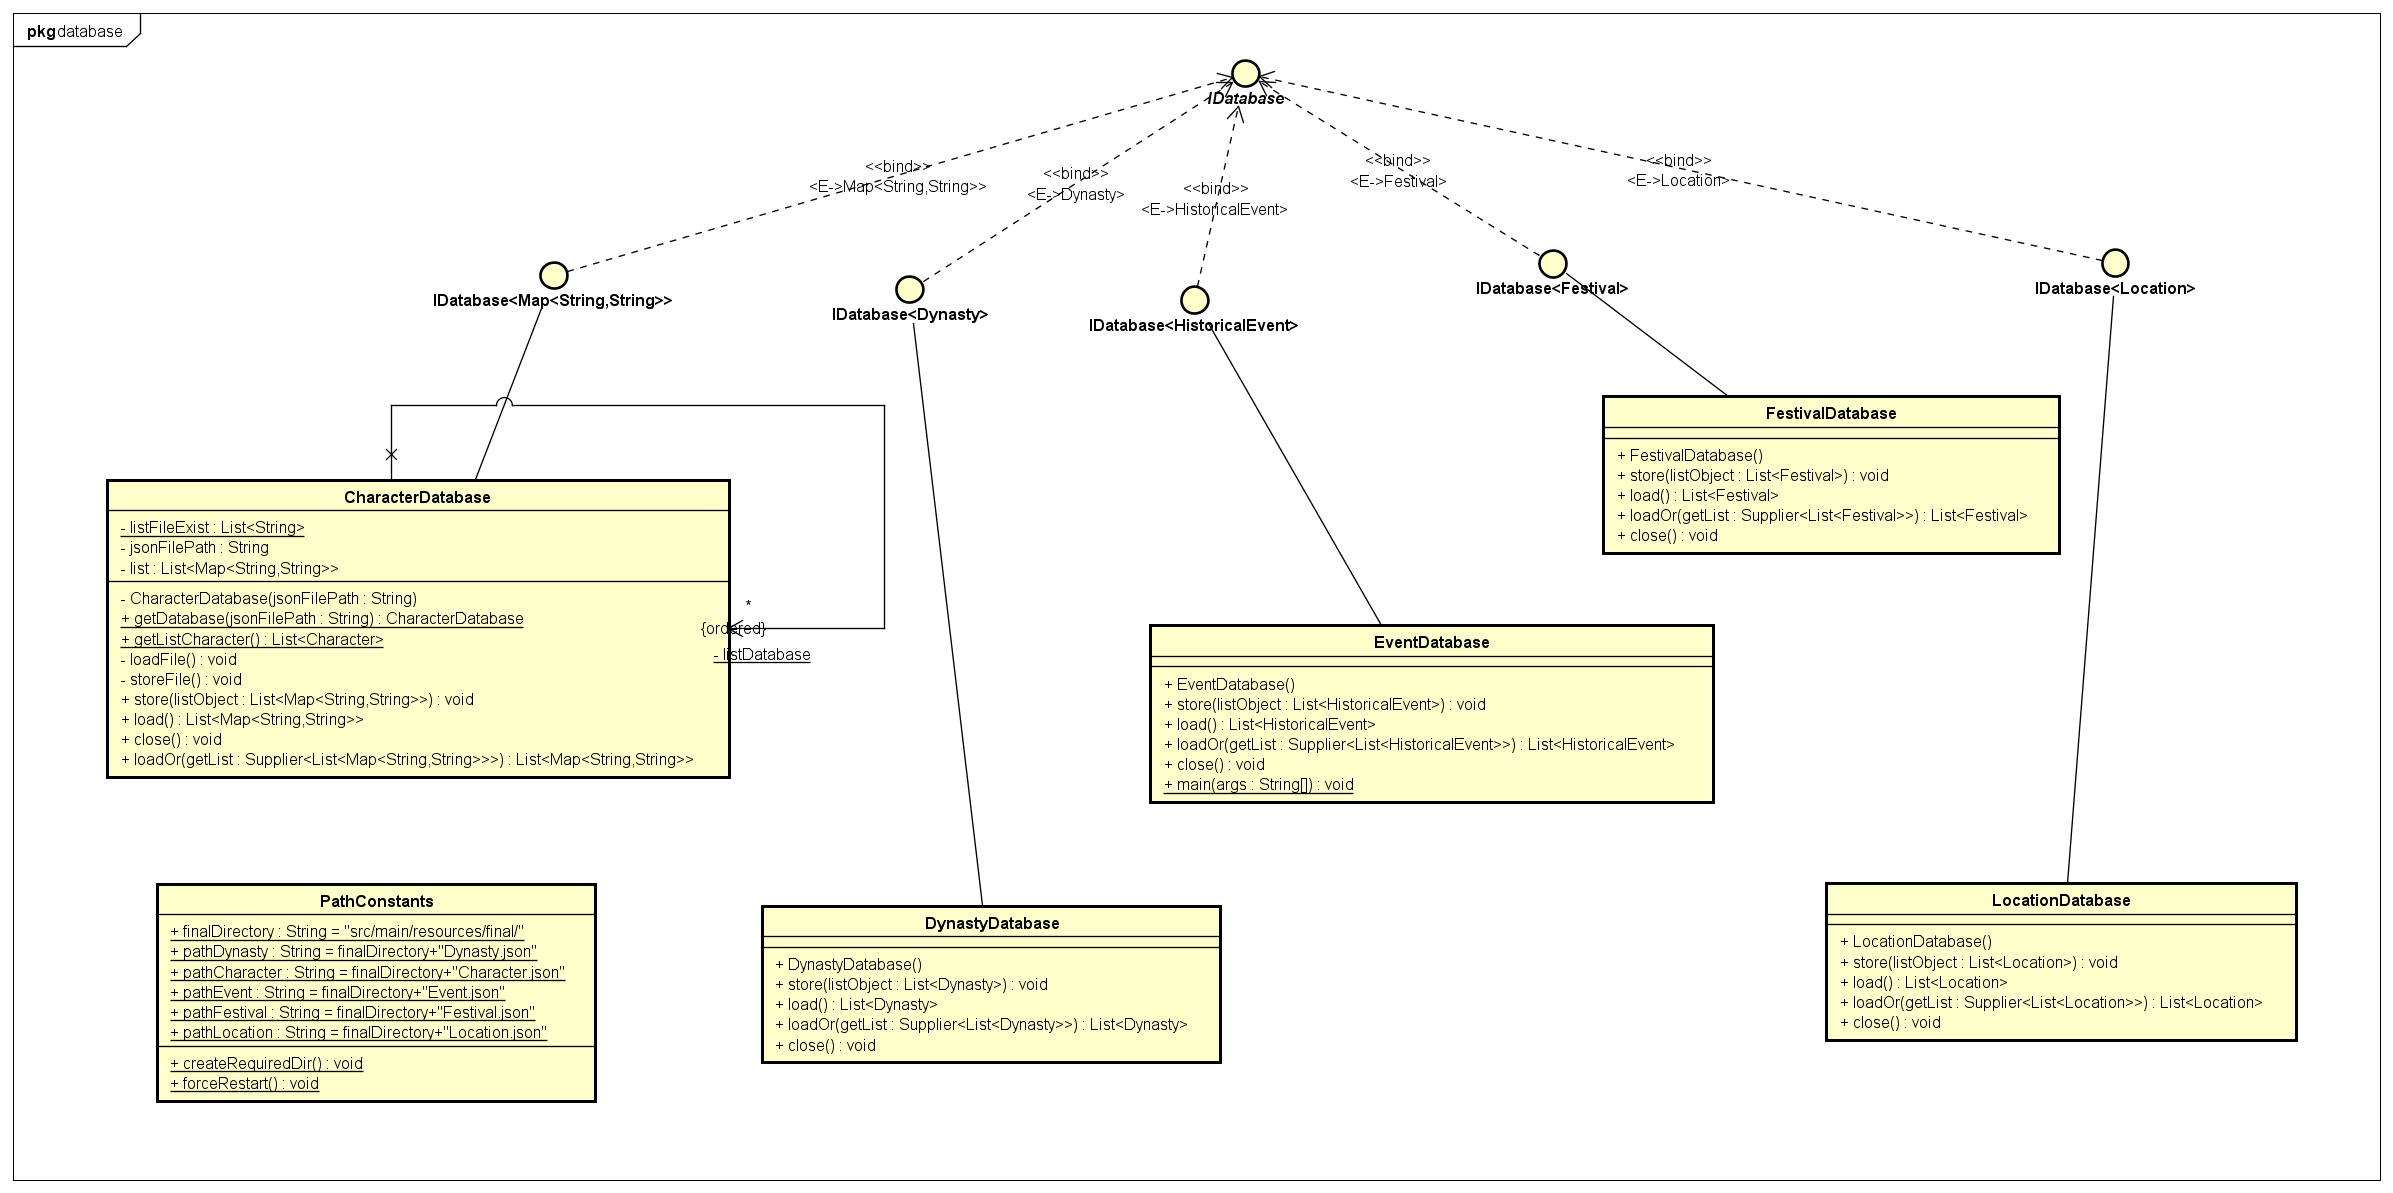 pkg database
IDatabase
<<bind>>
<E->Map<String,String>>
<<bind>>
<E->Dynasty>
<<bind>>
<E->HistoricalEvent>
<<bind>>
<E->Festival>
<<bind>>
<E->Location>
IDatabase<Map<String,String>>
IDatabase<Dynasty>
IDatabase<HistoricalEvent>
IDatabase<Festival>
IDatabase<Location>
CharacterDatabase
- listFileExist : List<String>
- jsonFilePath : String
- list : List<Map<String,String>>
- CharacterDatabase(jsonFilePath : String)
+ getDatabase(jsonFilePath : String) : CharacterDatabase
+ getListCharacter() : List<Character>
- loadFile() : void
- storeFile() : void
+ store(listObject : List<Map<String,String>>) : void
+ load() : List<Map<String,String>>
+ close() : void
+ loadOr(getList : Supplier<List<Map<String,String>>>) : List<Map<String,String>>
*
{ordered}
- listDatabase
FestivalDatabase
+ FestivalDatabase()
+ store(listObject : List<Festival>) : void
+ load() : List<Festival>
+ loadOr(getList : Supplier<List<Festival>>) : List<Festival>
+ close() : void
EventDatabase
+ EventDatabase()
+ store(listObject : List<HistoricalEvent>) : void
+ load() : List<HistoricalEvent>
+ loadOr(getList : Supplier<List<HistoricalEvent>>) : List<HistoricalEvent>
+ close() : void
+ main(args : String[]) : void
PathConstants
+ finalDirectory : String = "src/main/resources/final/"
+ pathDynasty : String = finalDirectory+"Dynasty.json"
+ pathCharacter : String = finalDirectory+"Character.json"
+ pathEvent : String = finalDirectory+"Event.json"
+ pathFestival : String = finalDirectory+"Festival.json"
+ pathLocation : String = finalDirectory+"Location.json"
+ createRequiredDir() : void
+ forceRestart() : void
DynastyDatabase
+ DynastyDatabase()
+ store(listObject : List<Dynasty>) : void
+ load() : List<Dynasty>
+ loadOr(getList : Supplier<List<Dynasty>>) : List<Dynasty>
+ close() : void
LocationDatabase
+ LocationDatabase()
+ store(listObject : List<Location>) : void
+ load() : List<Location>
+ loadOr(getList : Supplier<List<Location>>) : List<Location>
+ close() : void